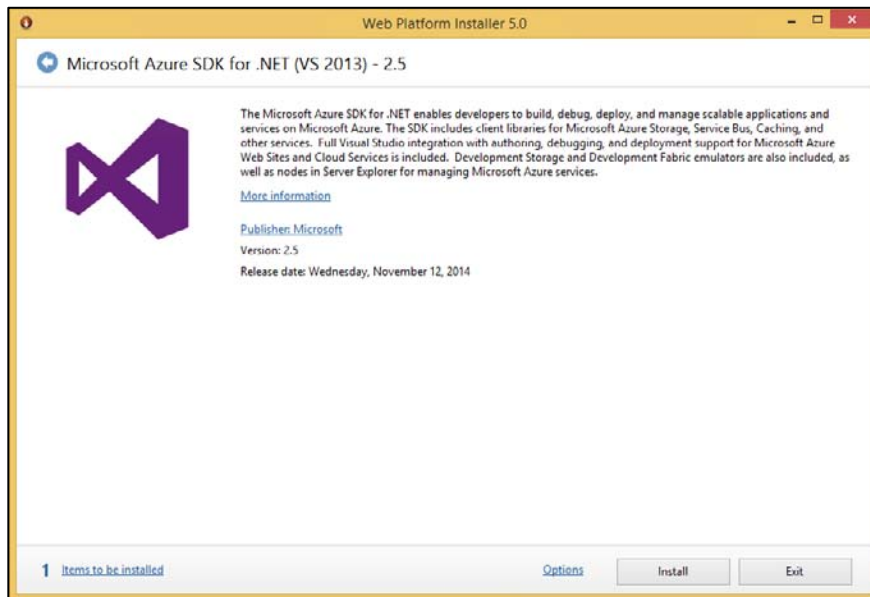 Web Platform Installer 5.0
Microsoft Azure SDK for .NET (VS 2013) - 2.5
The Microsoft Azure SDK for .NET enables developers to build, debug, deploy, and manage scalable applications and
services on Microsoft Azure. The SDK includes client libraries for Microsoft Azure Storage, Service Bus, Caching, and
other services. Full Visual Studio integration with authoring, debugging, and deployment support for Microsoft Azure
Web Sites and Cloud Services is included. Development Storage and Development Fabric emulators are also included, as
well as nodes in Server Explorer for managing Microsoft Azure services.
More information
Publisher: Microsoft
Version: 2.5
Release date: Wednesday, November 12, 2014
1 Items to be installed Options Install Exit